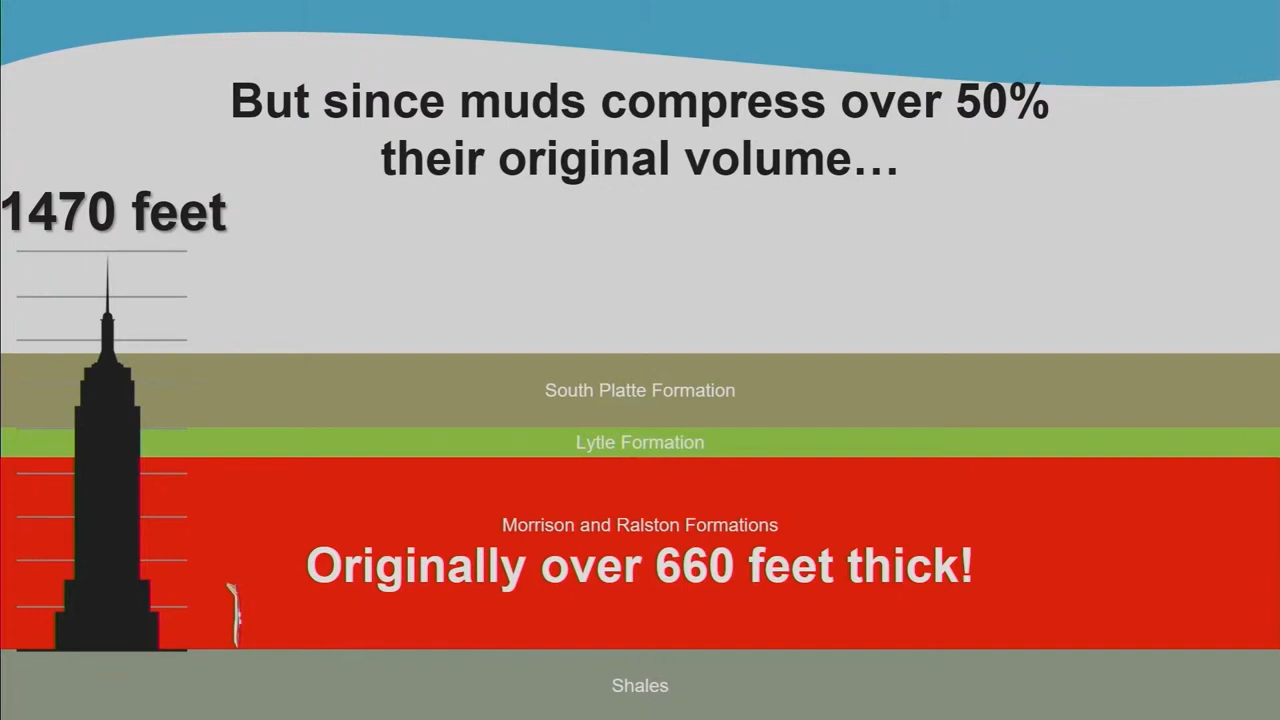 But since muds compress over 50%
their original volume…
1470 feet
South Platte Formation
Lytle Formation
Morrison and Ralston Formations
Originally over 660 feet thick!
Shales